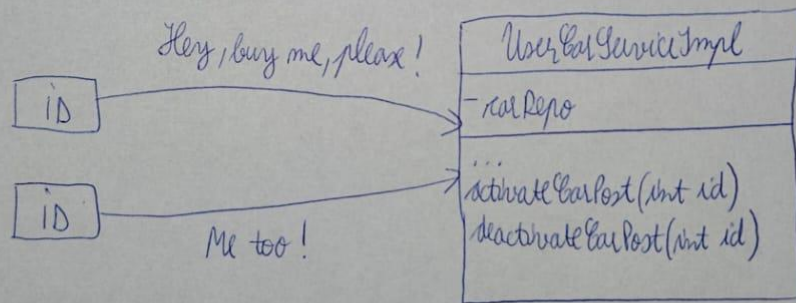 Hey, buy me, please!
iD
iD
Me too!
UserCarServiceImpl
-carRepo
...
activateCarPost(int id)
deactivateCarPost(int id)